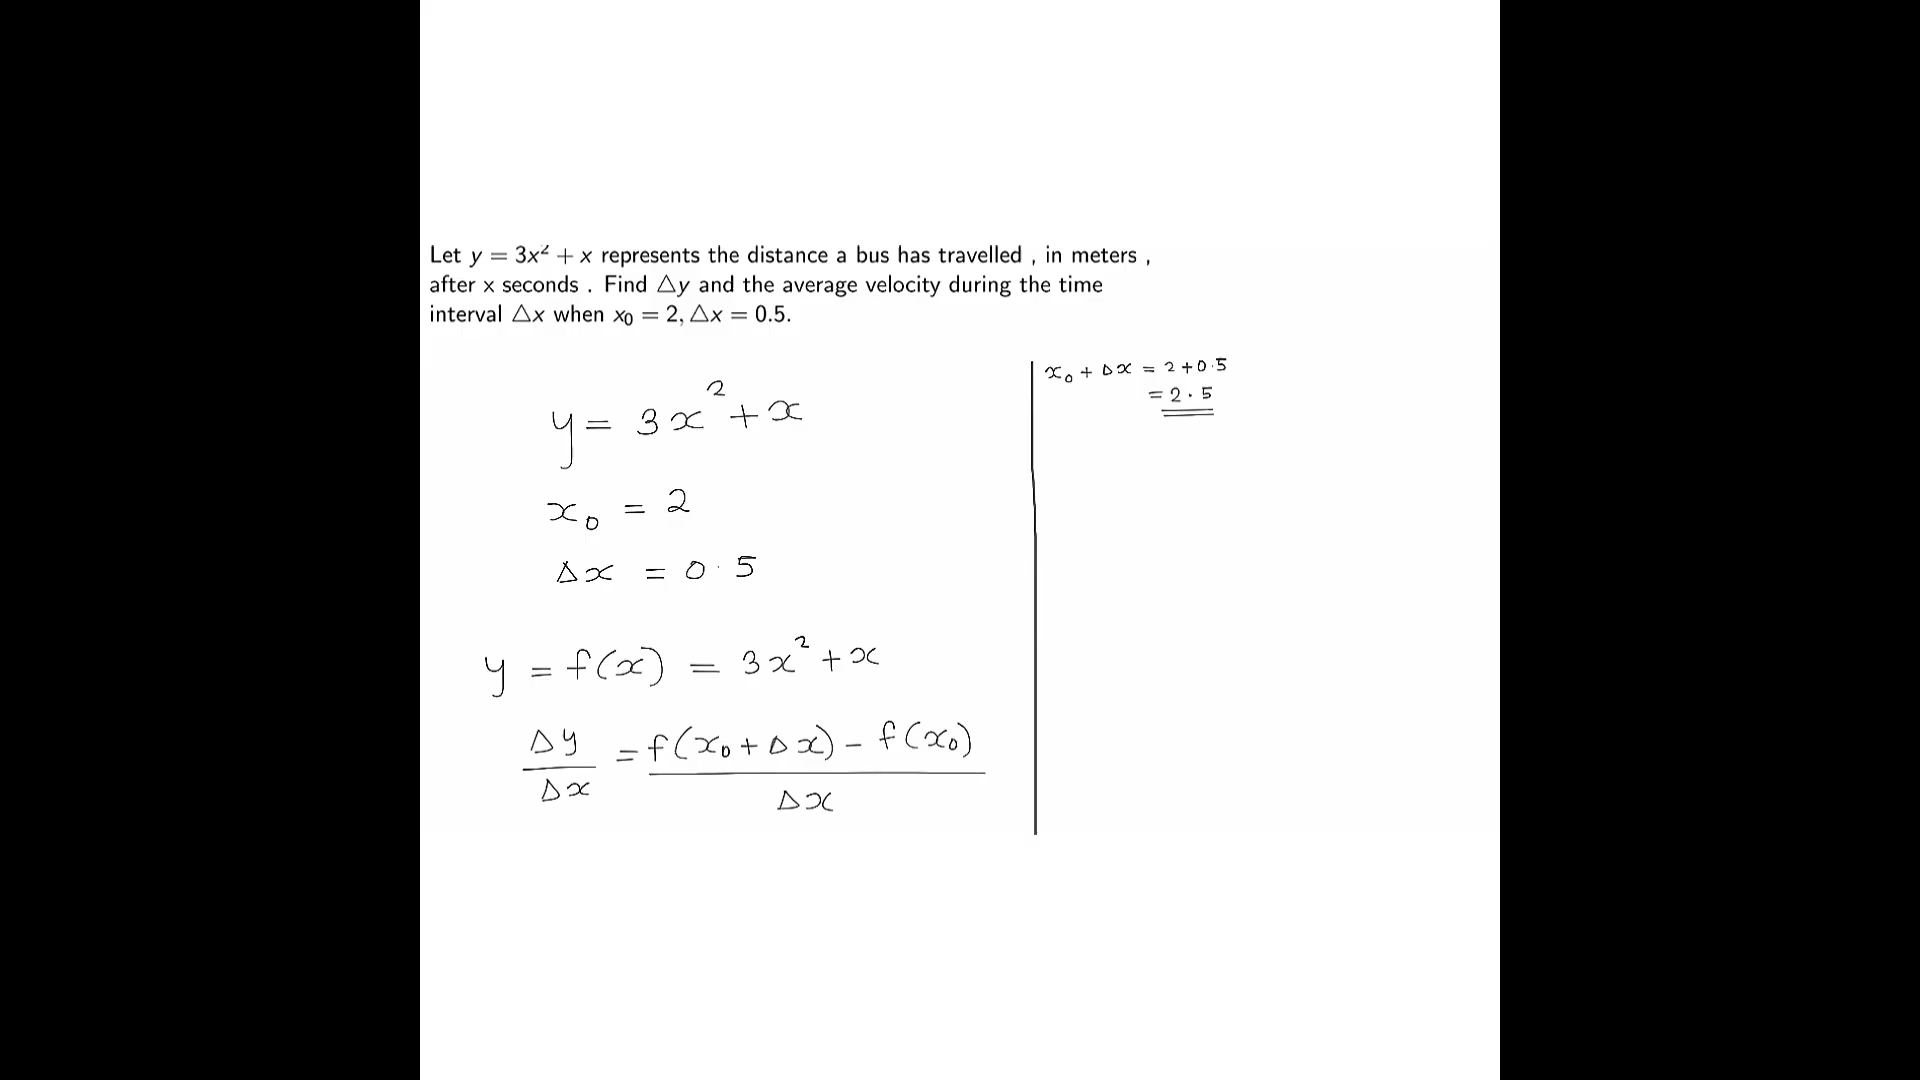 Let y = 3x² + x represents the distance a bus has travelled , in meters ,
after x seconds . Find △y and the average velocity during the time
interval △x when x₀ = 2, △x = 0.5.
y = 3x² + x
x₀ = 2
Δx = 0.5
y = f(x) = 3x² + x
Δy = f(x₀ + Δx) - f(x₀)
Δx Δx
x₀ + Δx = 2 + 0.5
= 2.5